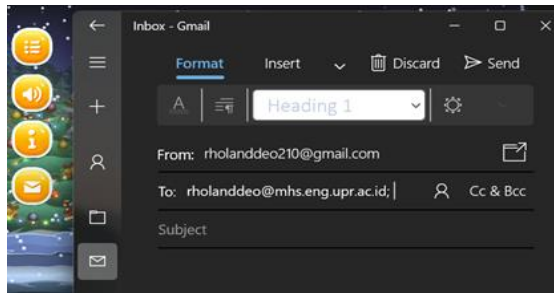 Inbox - Gmail
Format Insert Discard Send
A Heading 1
From: rholanddeo210@gmail.com
To: rholanddeo@mhs.eng.upr.ac.id; Cc & Bcc
Subject